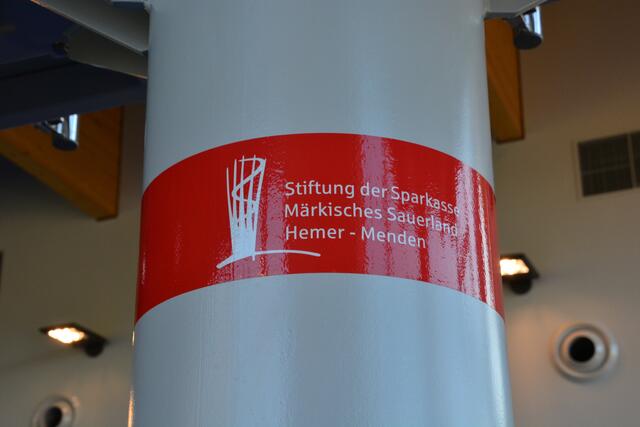 Stiftung der Sparkasse
Märkisches Sauerland
Hemer - Menden